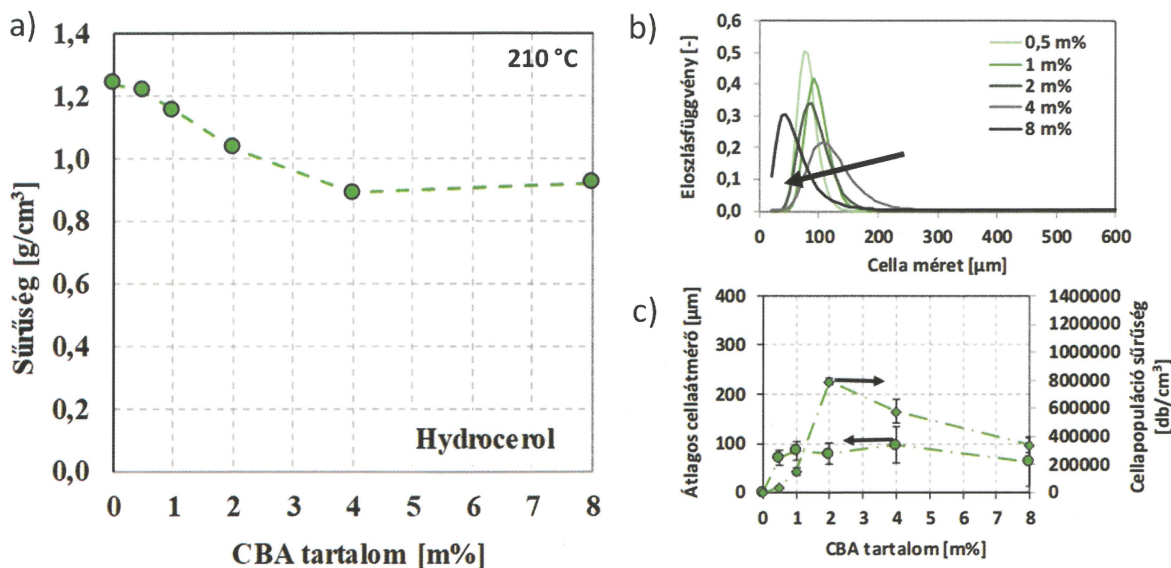 a)
1,4
1,2
1,0
0,8
0,6
0,4
0,2
0,0
Sűrűség [g/cm³]
210 °C
Hydrocerol
0 1 2 3 4 5 6 7 8
CBA tartalom [m%]
b)
0,6
0,5
0,4
0,3
0,2
0,1
0,0
Eloszlásfüggvény [-]
0,5 m%
1 m%
2 m%
4 m%
8 m%
0 100 200 300 400 500 600
Cella méret [µm]
c)
400
300
200
100
0
Átlagos cellaátmérő [µm]
1400000
1200000
1000000
800000
600000
400000
200000
0
Cellapopuláció sűrűség
[db/cm³]
0 1 2 3 4 5 6 7 8
CBA tartalom [m%]